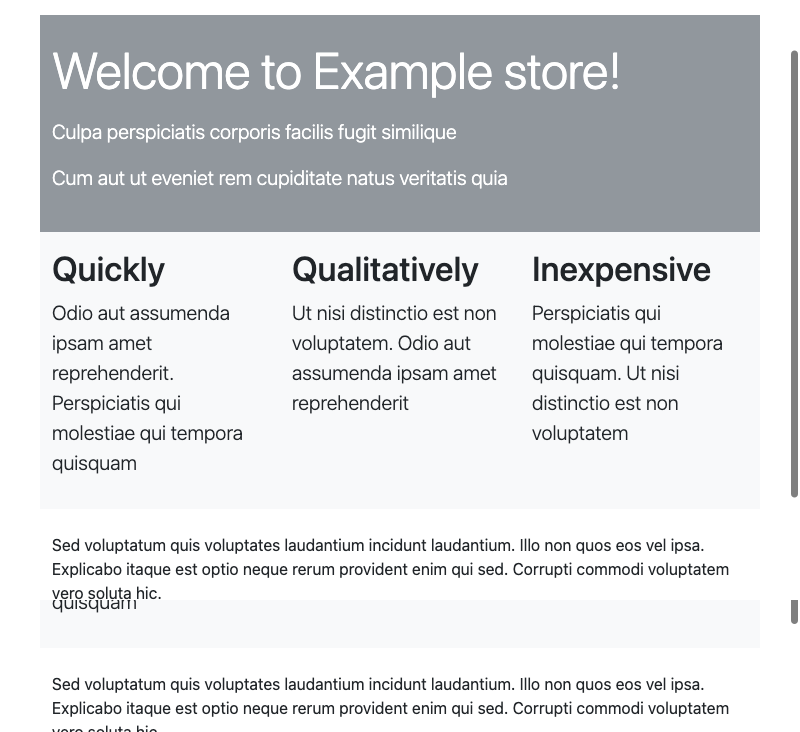 Welcome to Example store!
Culpa perspiciatis corporis facilis fugit similique
Cum aut ut eveniet rem cupiditate natus veritatis quia
Quickly
Odio aut assumenda
ipsam amet
reprehenderit.
Perspiciatis qui
molestiae qui tempora
quisquam
Qualitatively
Ut nisi distinctio est non
voluptatem. Odio aut
assumenda ipsam amet
reprehenderit
Inexpensive
Perspiciatis qui
molestiae qui tempora
quisquam. Ut nisi
distinctio est non
voluptatem
Sed voluptatum quis voluptates laudantium incidunt laudantium. Illo non quos eos vel ipsa.
Explicabo itaque est optio neque rerum provident enim qui sed. Corrupti commodi voluptatem
vero soluta hic.
quisquam
Sed voluptatum quis voluptates laudantium incidunt laudantium. Illo non quos eos vel ipsa.
Explicabo itaque est optio neque rerum provident enim qui sed. Corrupti commodi voluptatem
vero soluta hic.